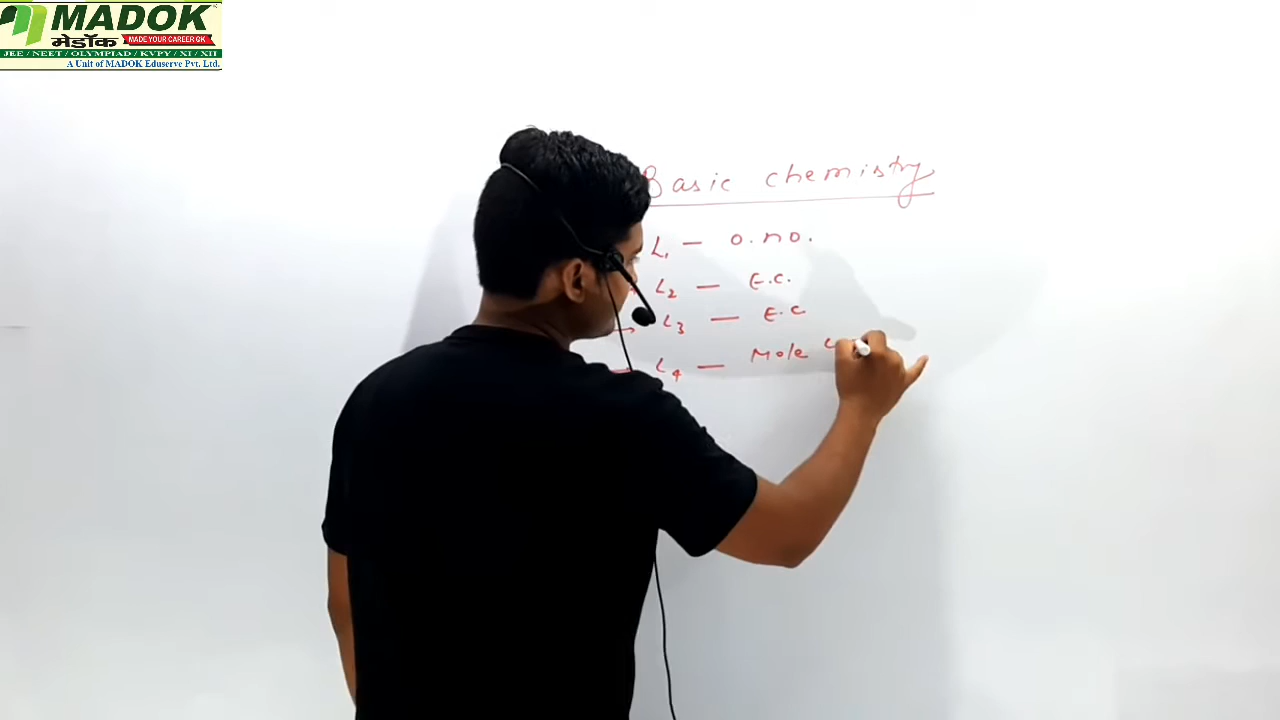 MADOK
मेडॉक MADE YOUR CAREER OK
JEE / NEET / OLYMPIAD / KVPY / XI / XII
A Unit of MADOK Eduserve Pvt. Ltd.
Basic chemistry
L1 – O.no.
L2 – E.C.
L3 – E.C
L4 – Mole